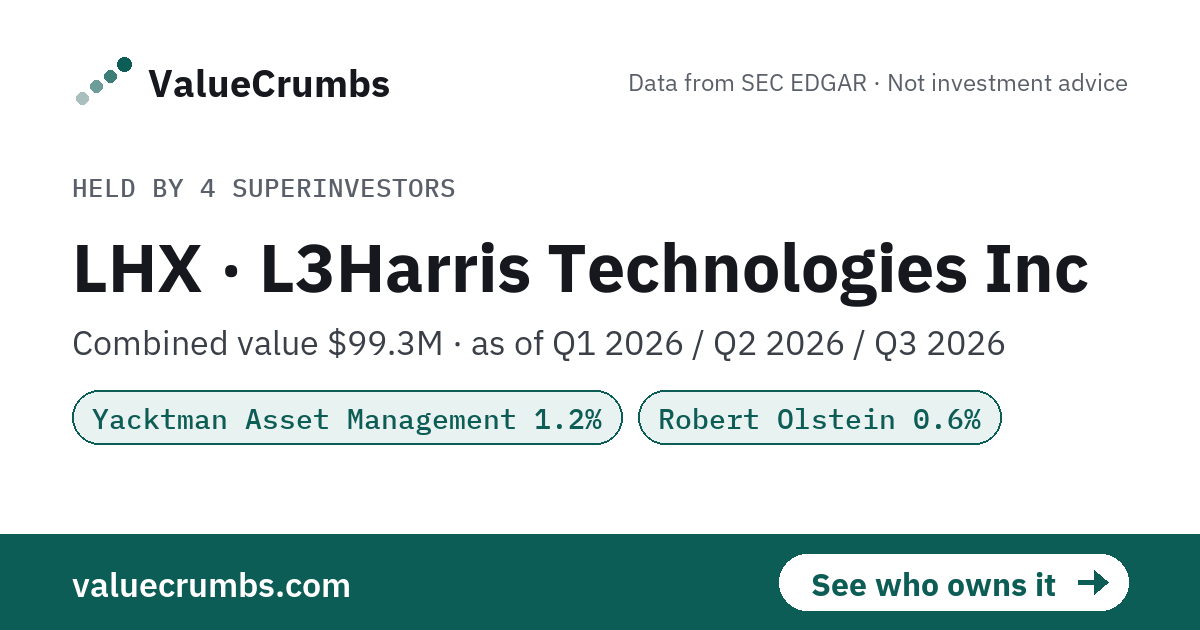 ValueCrumbs
Data from SEC EDGAR · Not investment advice
HELD BY 4 SUPERINVESTORS
LHX · L3Harris Technologies Inc
Combined value $99.3M · as of Q1 2026 / Q2 2026 / Q3 2026
Yacktman Asset Management 1.2%
Robert Olstein 0.6%
valuecrumbs.com
See who owns it →